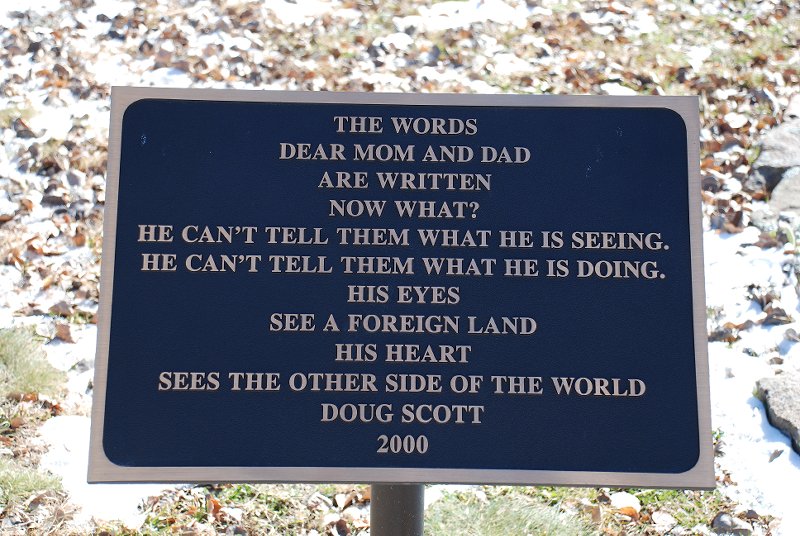 THE WORDS
DEAR MOM AND DAD
ARE WRITTEN
NOW WHAT?
HE CAN'T TELL THEM WHAT HE IS SEEING.
HE CAN'T TELL THEM WHAT HE IS DOING.
HIS EYES
SEE A FOREIGN LAND
HIS HEART
SEES THE OTHER SIDE OF THE WORLD
DOUG SCOTT
2000